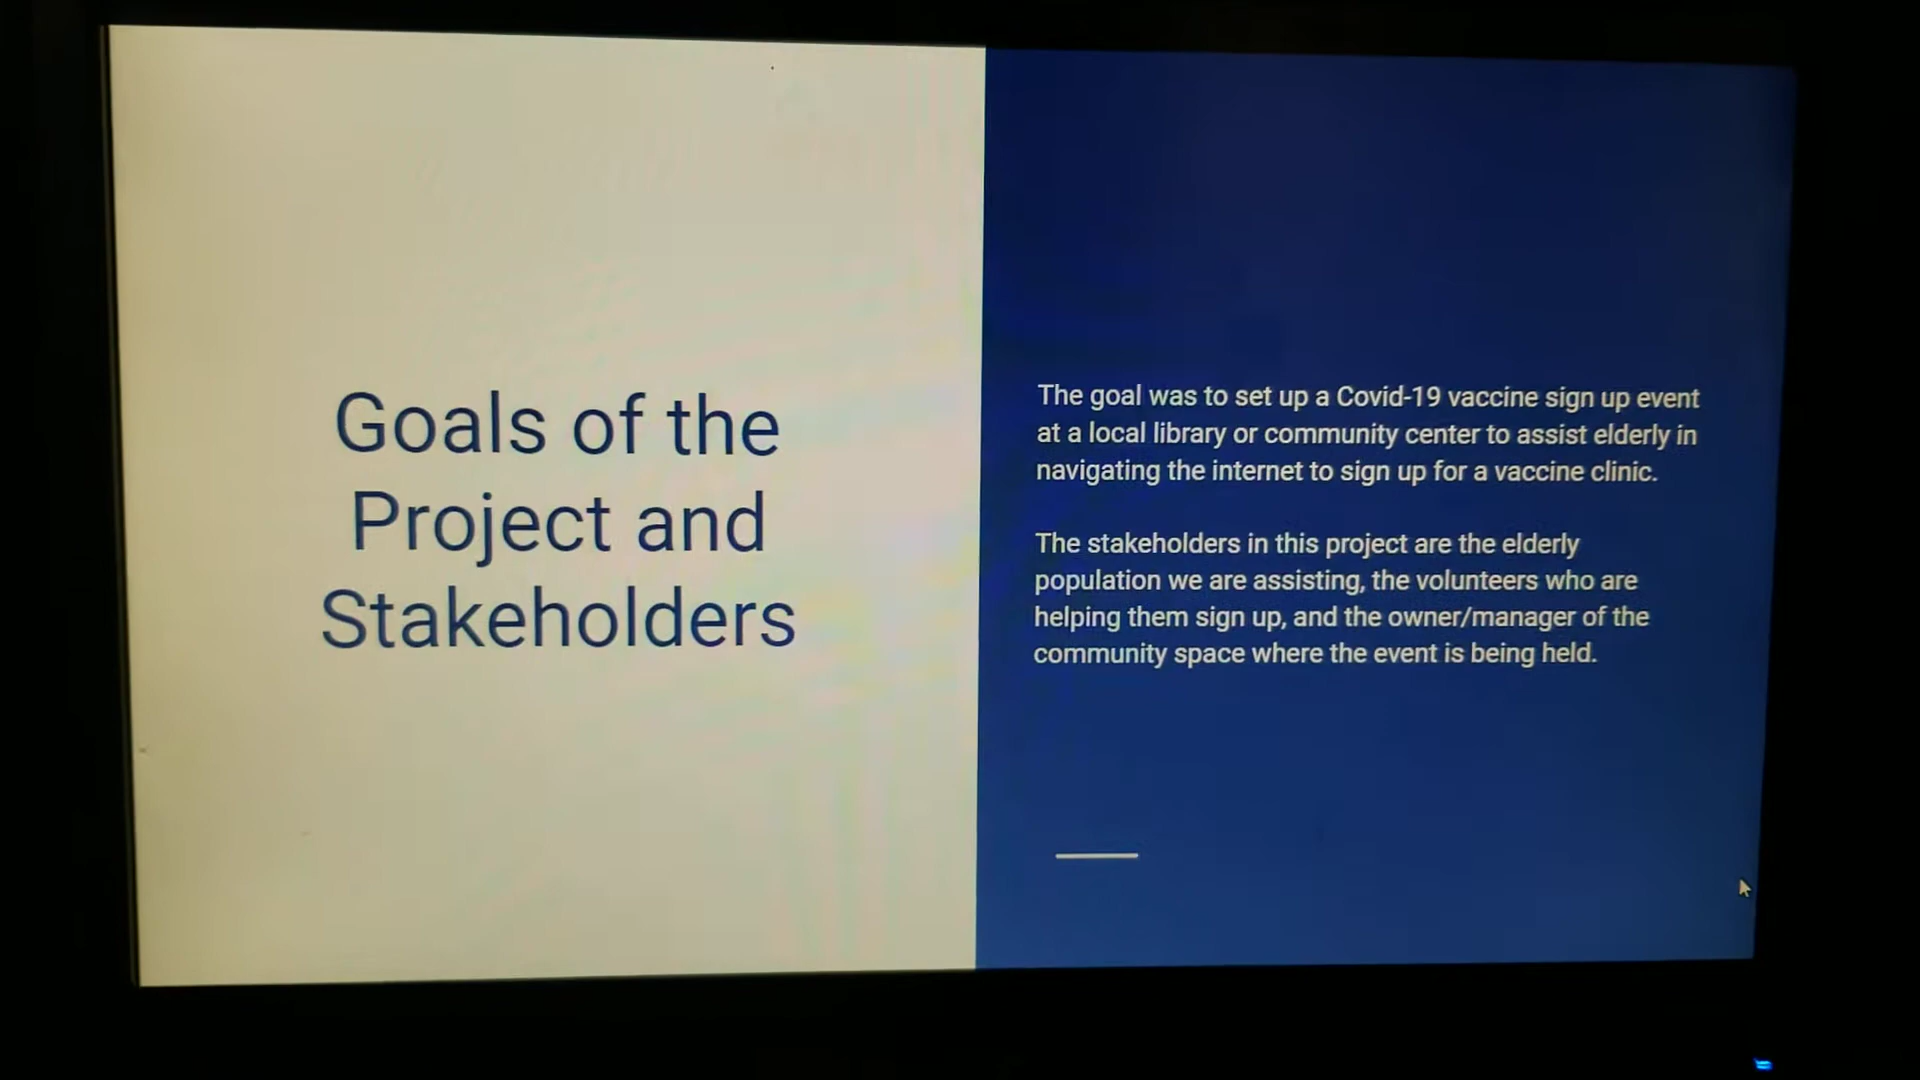 Goals of the
Project and
Stakeholders
The goal was to set up a Covid-19 vaccine sign up event
at a local library or community center to assist elderly in
navigating the internet to sign up for a vaccine clinic.
The stakeholders in this project are the elderly
population we are assisting, the volunteers who are
helping them sign up, and the owner/manager of the
community space where the event is being held.